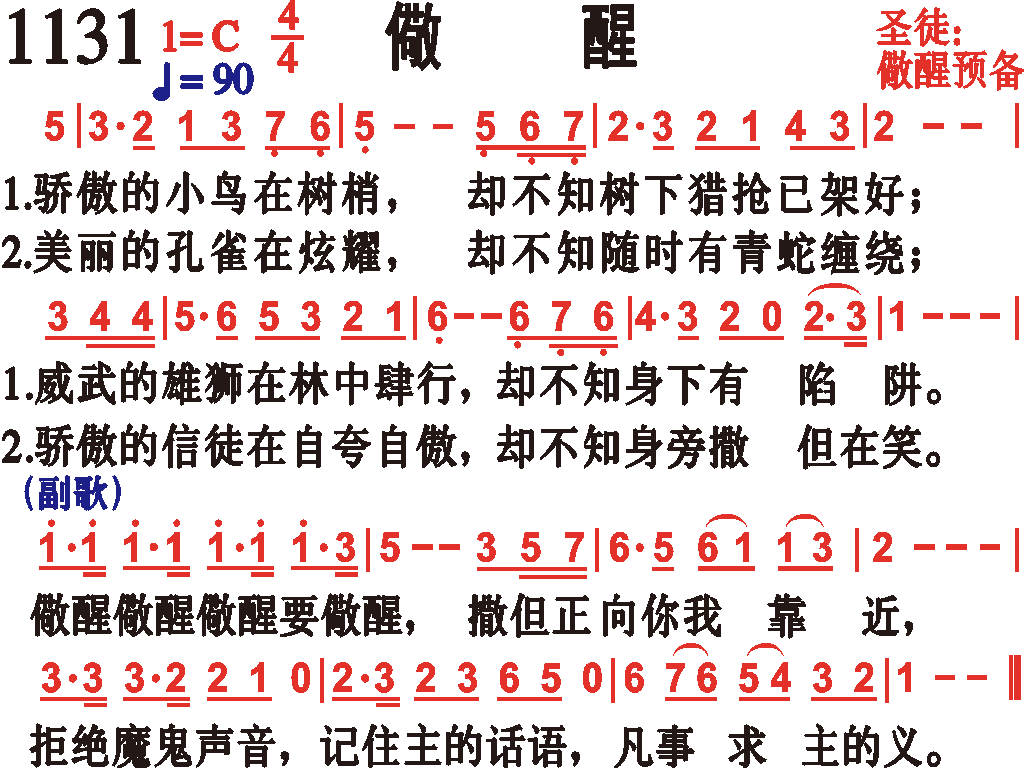 1131 1=C 4/4 儆 醒 圣徒:
♩=90 儆醒预备
5|3·2 1 3 7 6|5 - - 5 6 7|2·3 2 1 4 3|2 - - |
1.骄傲的小鸟在树梢， 却不知树下猎抢已架好；
2.美丽的孔雀在炫耀， 却不知随时有青蛇缠绕；
3 4 4|5·6 5 3 2 1|6 - - 6 7 6|4·3 2 0 2·3|1 - - - |
1.威武的雄狮在林中肆行，却不知身下有 陷 阱。
2.骄傲的信徒在自夸自傲，却不知身旁撒 但在笑。
（副歌）
1·1 1·1 1·1 1·3|5 - - 3 5 7|6·5 6 1 1 3|2 - - - |
儆醒儆醒儆醒要儆醒， 撒但正向你我 靠 近，
3·3 3·2 2 1 0|2·3 2 3 6 5 0|6 7 6 5 4 3 2|1 - - ‖
拒绝魔鬼声音，记住主的话语，凡事 求 主的义。